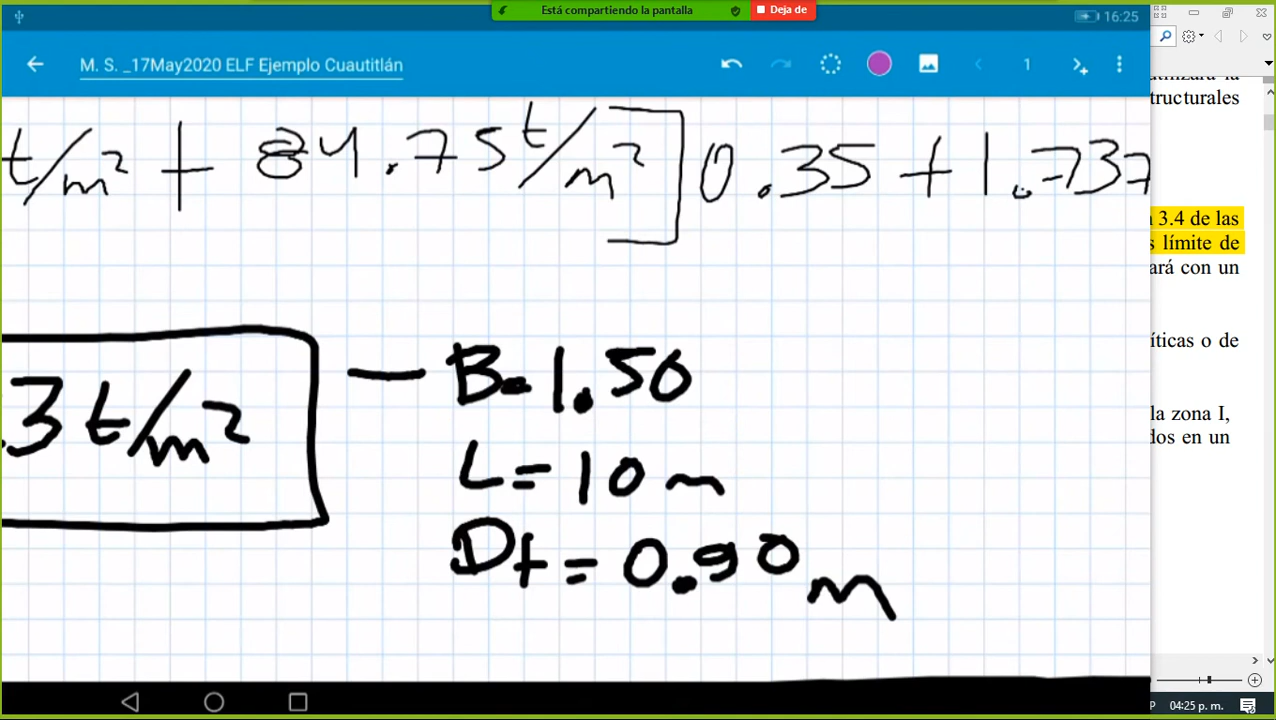 Está compartiendo la pantalla
Deja de
16:25
M. S. _17May2020 ELF Ejemplo Cuautitlán
1
t/m² + 84.75 t/m² ] 0.35 + 1.737
.3 t/m²
— B=1.50
L = 10 m
Df = 0.90 m
utilizará la
tructurales
n 3.4 de las
s límite de
ará con un
íticas o de
la zona I,
dos en un
P 04:25 p. m.